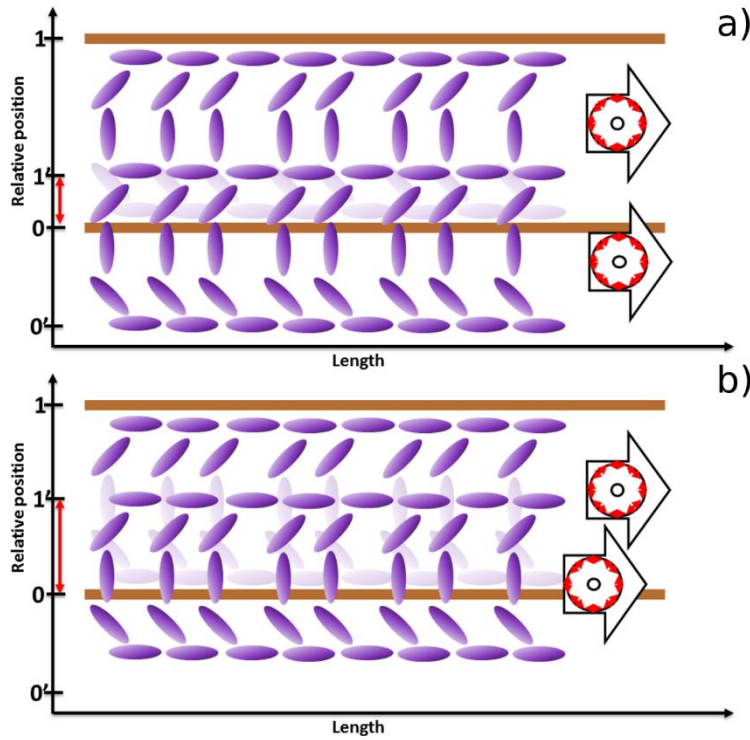 a)
1
Relative position
1'
0
0'
Length
b)
1
Relative position
1'
0
0'
Length